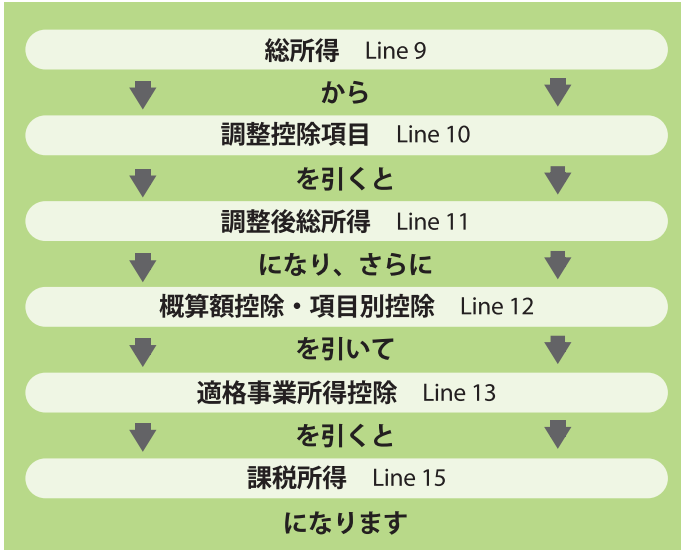 総所得 Line 9
から
調整控除項目 Line 10
を引くと
調整後総所得 Line 11
になり、さらに
概算額控除・項目別控除 Line 12
を引いて
適格事業所得控除 Line 13
を引くと
課税所得 Line 15
になります